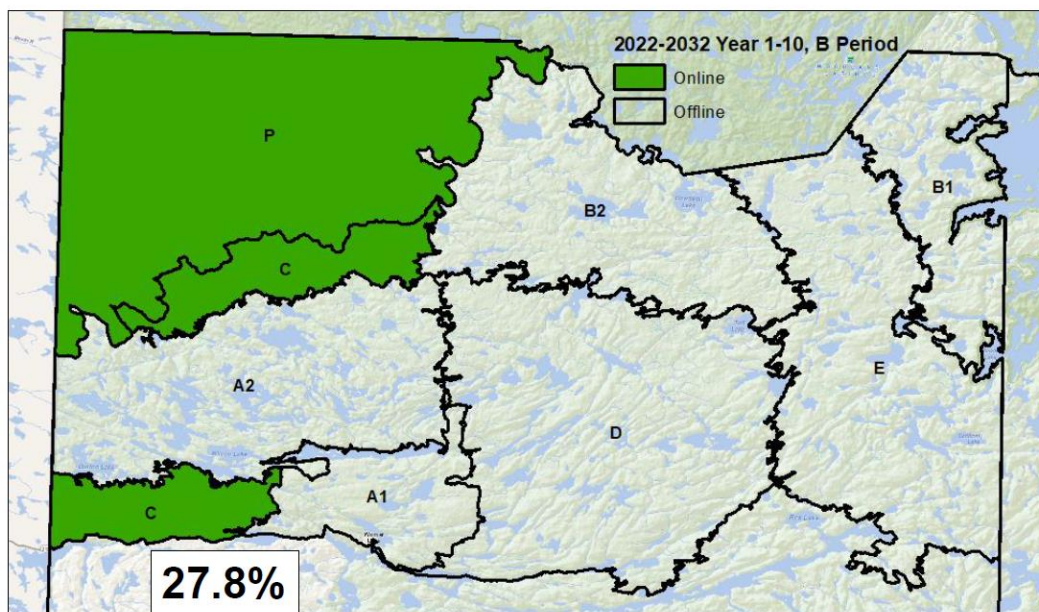 2022-2032 Year 1-10, B Period
Online
Offline
P
B1
B2
C
A2
E
D
A1
C
27.8%